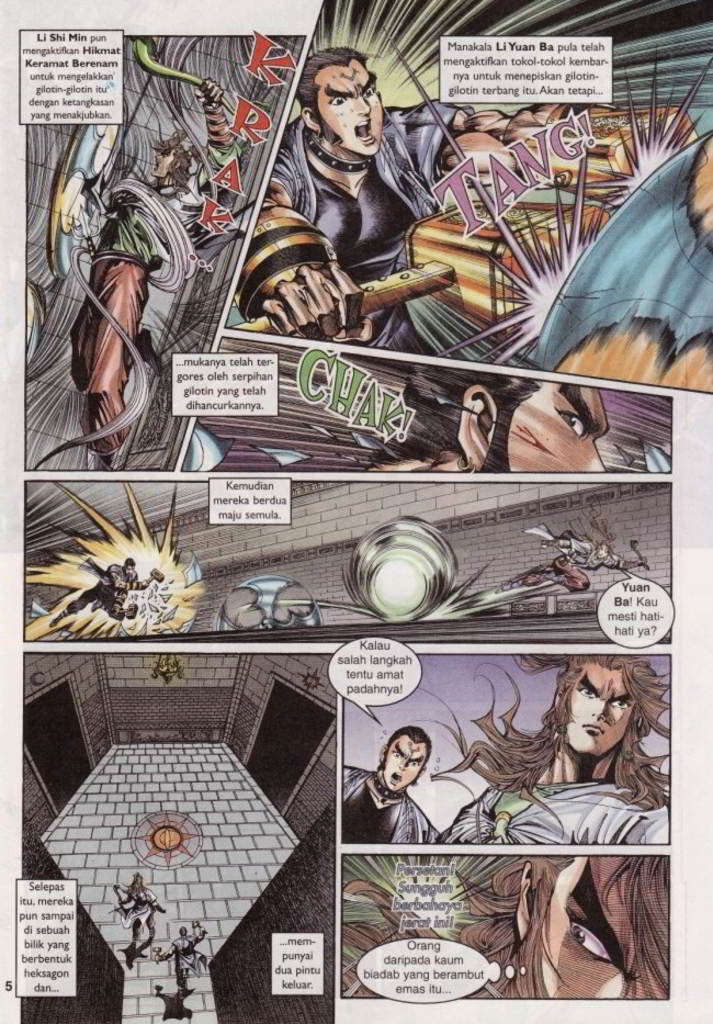 Li Shi Min pun
mengaktifkan Hikmat
Keramat Berenam
untuk mengelakkan
gilotin-gilotin itu
dengan ketangkasan
yang menakjubkan.
KRAK
KRAK...
Manakala Li Yuan Ba pula telah
mengaktifkan tokol-tokol kembar-
nya untuk menepiskan gilotin-
gilotin terbang itu. Akan tetapi...
TANG!
...mukanya telah ter-
gores oleh serpihan
gilotin yang telah
dihancurkannya.
CHAK!
Kemudian
mereka berdua
maju semula.
Yuan
Ba! Kau
mesti hati-
hati ya?
Selepas
itu, mereka
pun sampai
di sebuah
bilik yang
berbentuk
heksagon
dan...
...mem-
punyai
dua pintu
keluar.
Kalau
salah langkah
tentu amat
padahnya!
Persetan!
Sungguh
berbahaya
jerat ini!
Orang
daripada kaum
biadab yang berambut
emas itu...
5